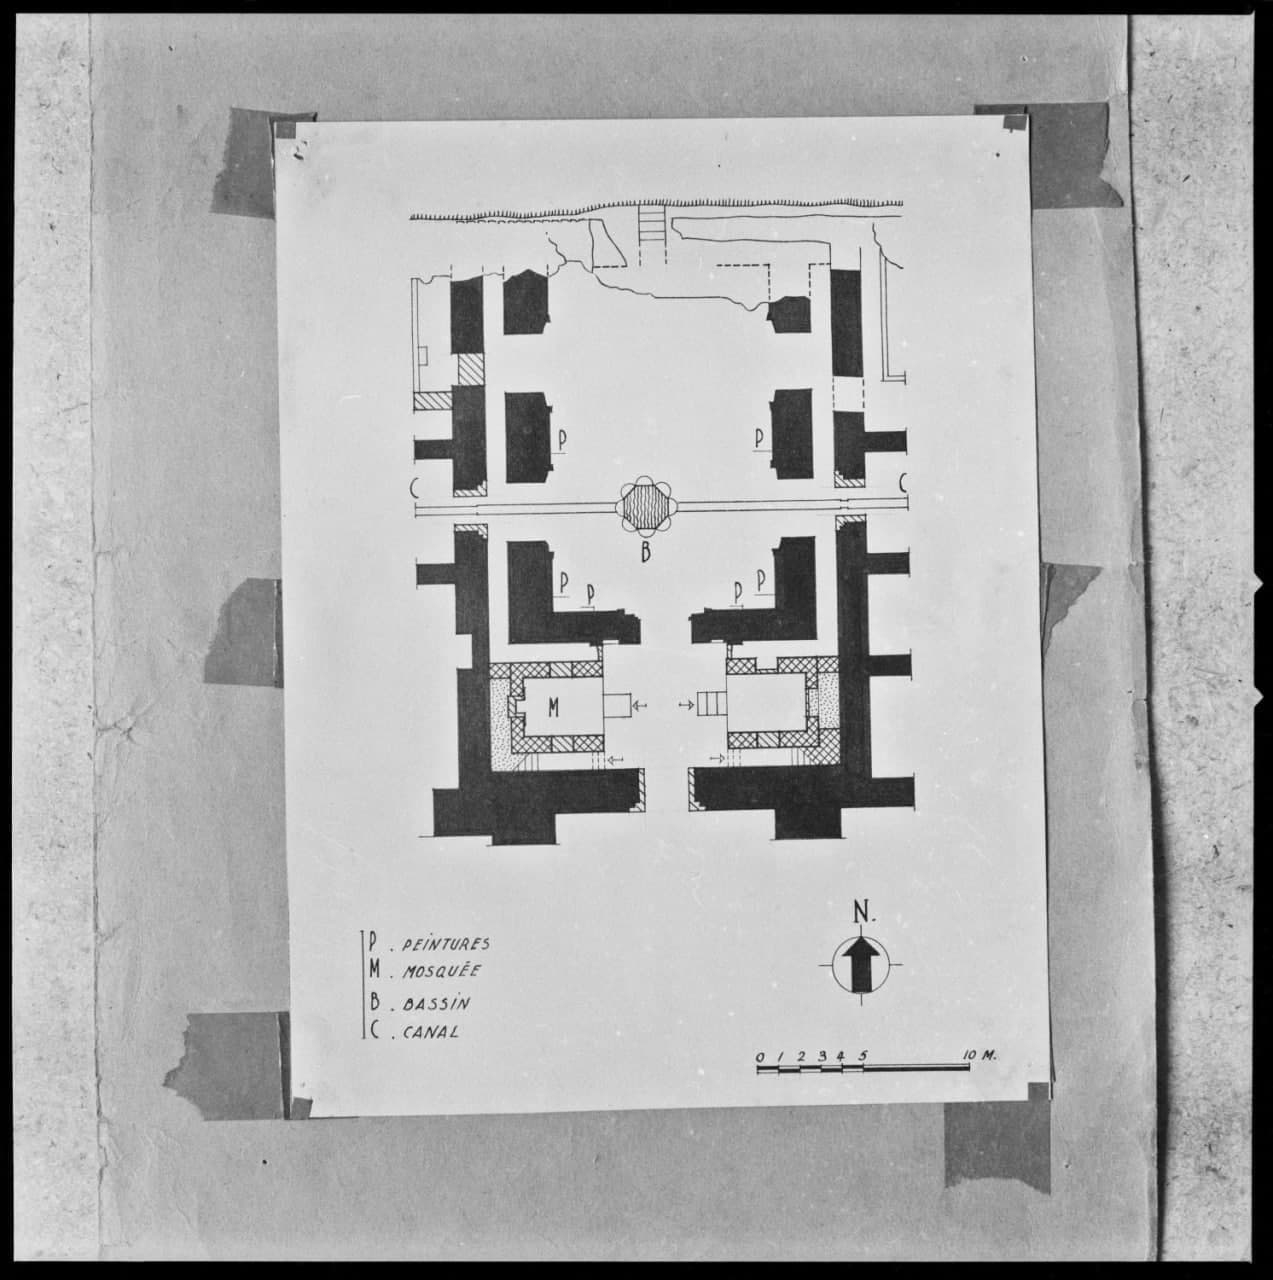 P
P
C
C
B
P
P
P
P
M
N.
P . PEINTURES
M . MOSQUÉE
B . BASSIN
C . CANAL
0 1 2 3 4 5 10 M.